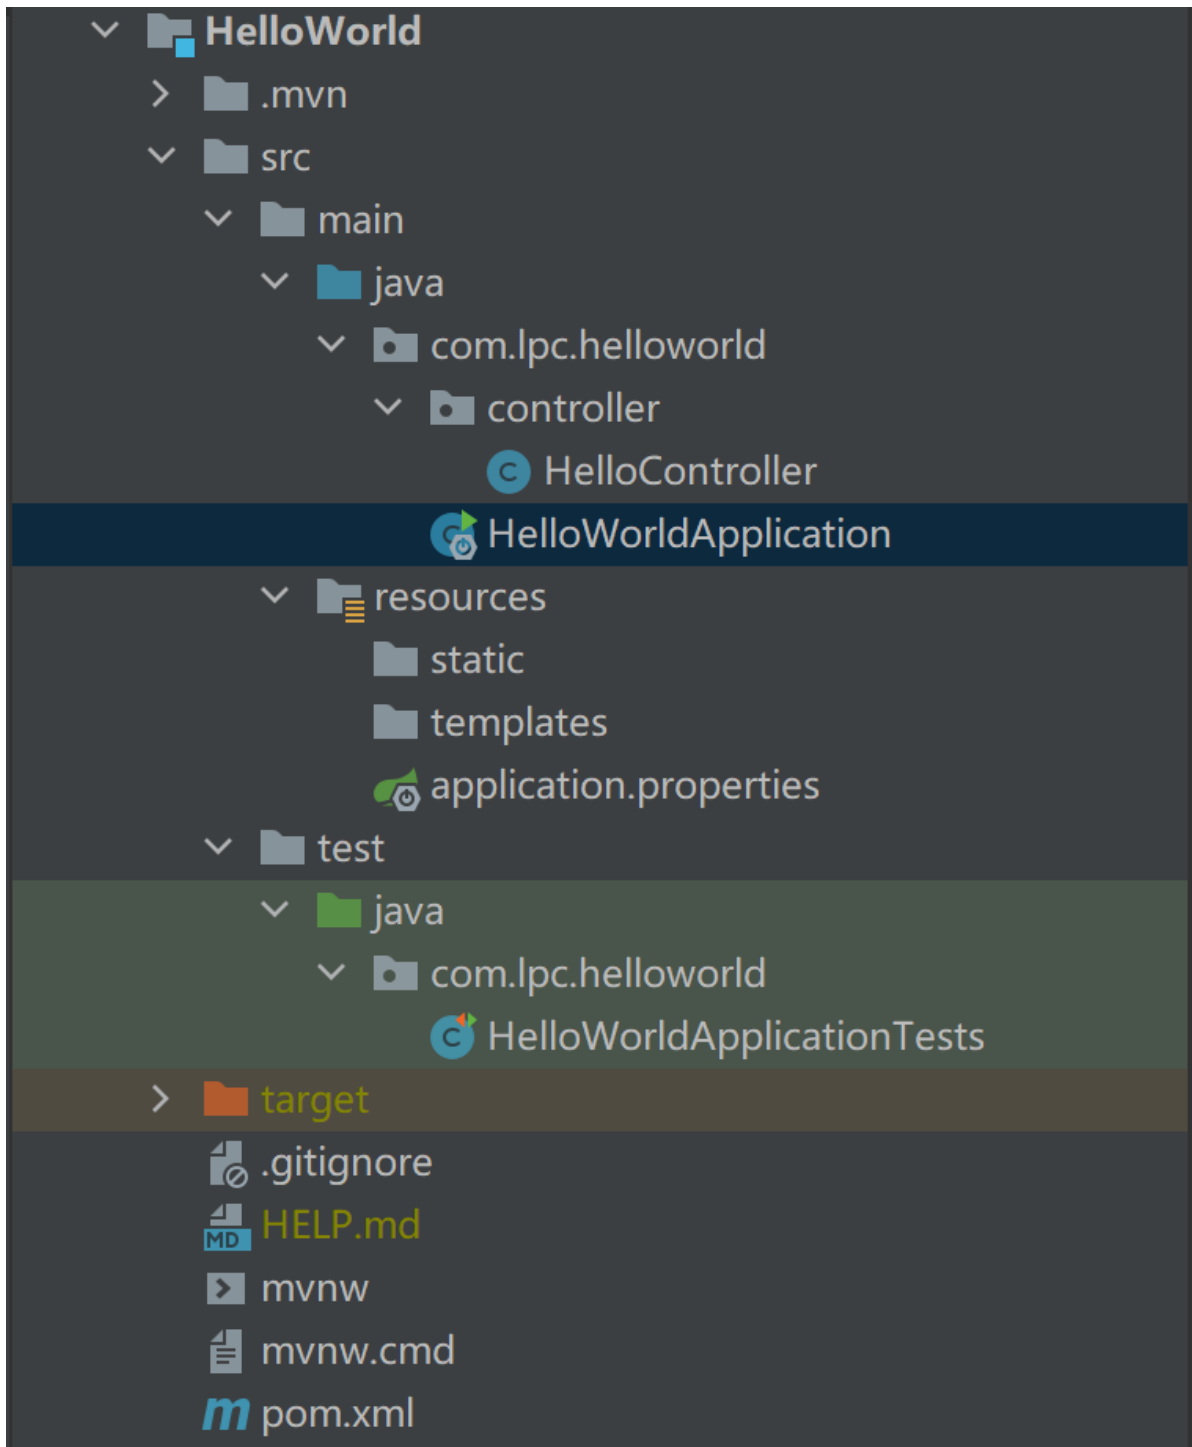 HelloWorld
.mvn
src
main
java
com.lpc.helloworld
controller
HelloController
HelloWorldApplication
resources
static
templates
application.properties
test
java
com.lpc.helloworld
HelloWorldApplicationTests
target
.gitignore
HELP.md
mvnw
mvnw.cmd
pom.xml